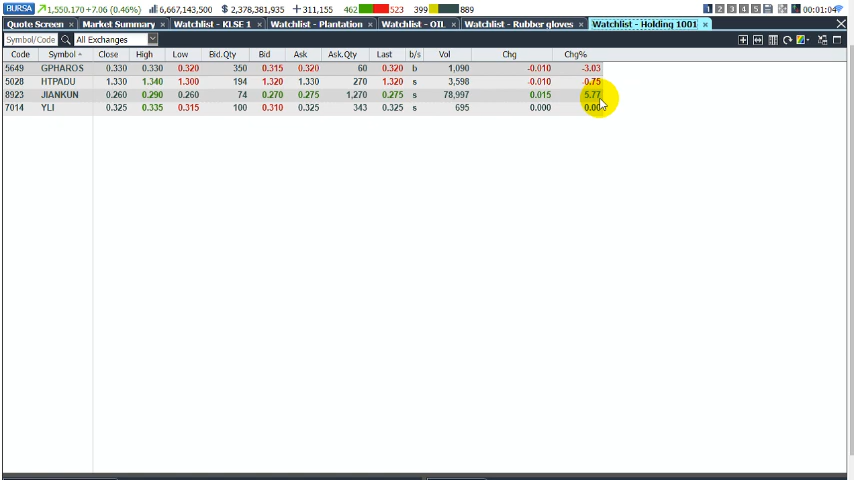 BURSA 1,550.170 +7.06 (0.46%) 6,667,143,500 $ 2,378,381,935 +311,155 462 523 399 889 1 2 3 4 5 00:01:04
Quote Screen × Market Summary × Watchlist - KLSE 1 × Watchlist - Plantation × Watchlist - OIL × Watchlist - Rubber gloves × Watchlist - Holding 1001 ×
Symbol/Code All Exchanges
Code Symbol Close High Low Bid.Qty Bid Ask Ask.Qty Last b/s Vol Chg Chg%
5649 GPHAROS 0.330 0.330 0.320 350 0.315 0.320 60 0.320 b 1,090 -0.010 -3.03
5028 HTPADU 1.330 1.340 1.300 194 1.320 1.330 270 1.320 s 3,598 -0.010 -0.75
8923 JIANKUN 0.260 0.290 0.260 74 0.270 0.275 1,270 0.275 s 78,997 0.015 5.77
7014 YLI 0.325 0.335 0.315 100 0.310 0.325 343 0.325 s 695 0.000 0.00